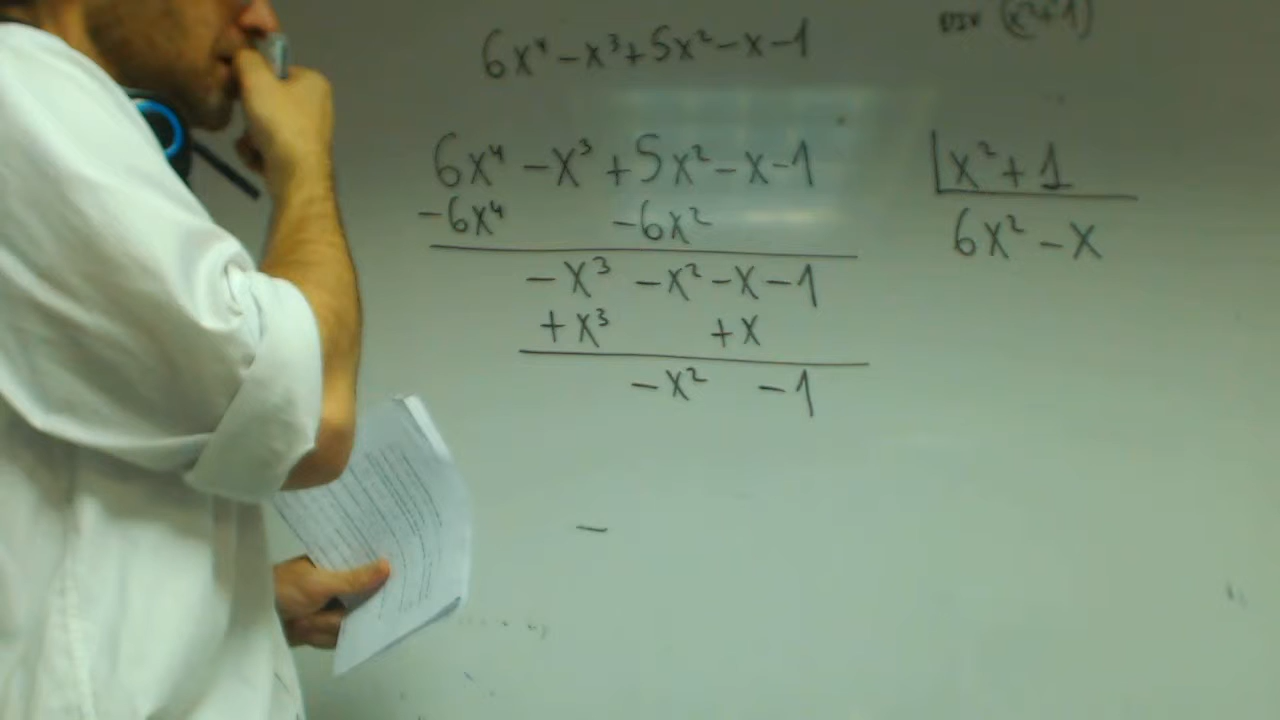 6x⁴-x³+5x²-x-1
(x²+1)
6x⁴-x³+5x²-x-1
x²+1
-6x⁴ -6x²
6x²-x
-x³-x²-x-1
+x³ +x
-x² -1
-